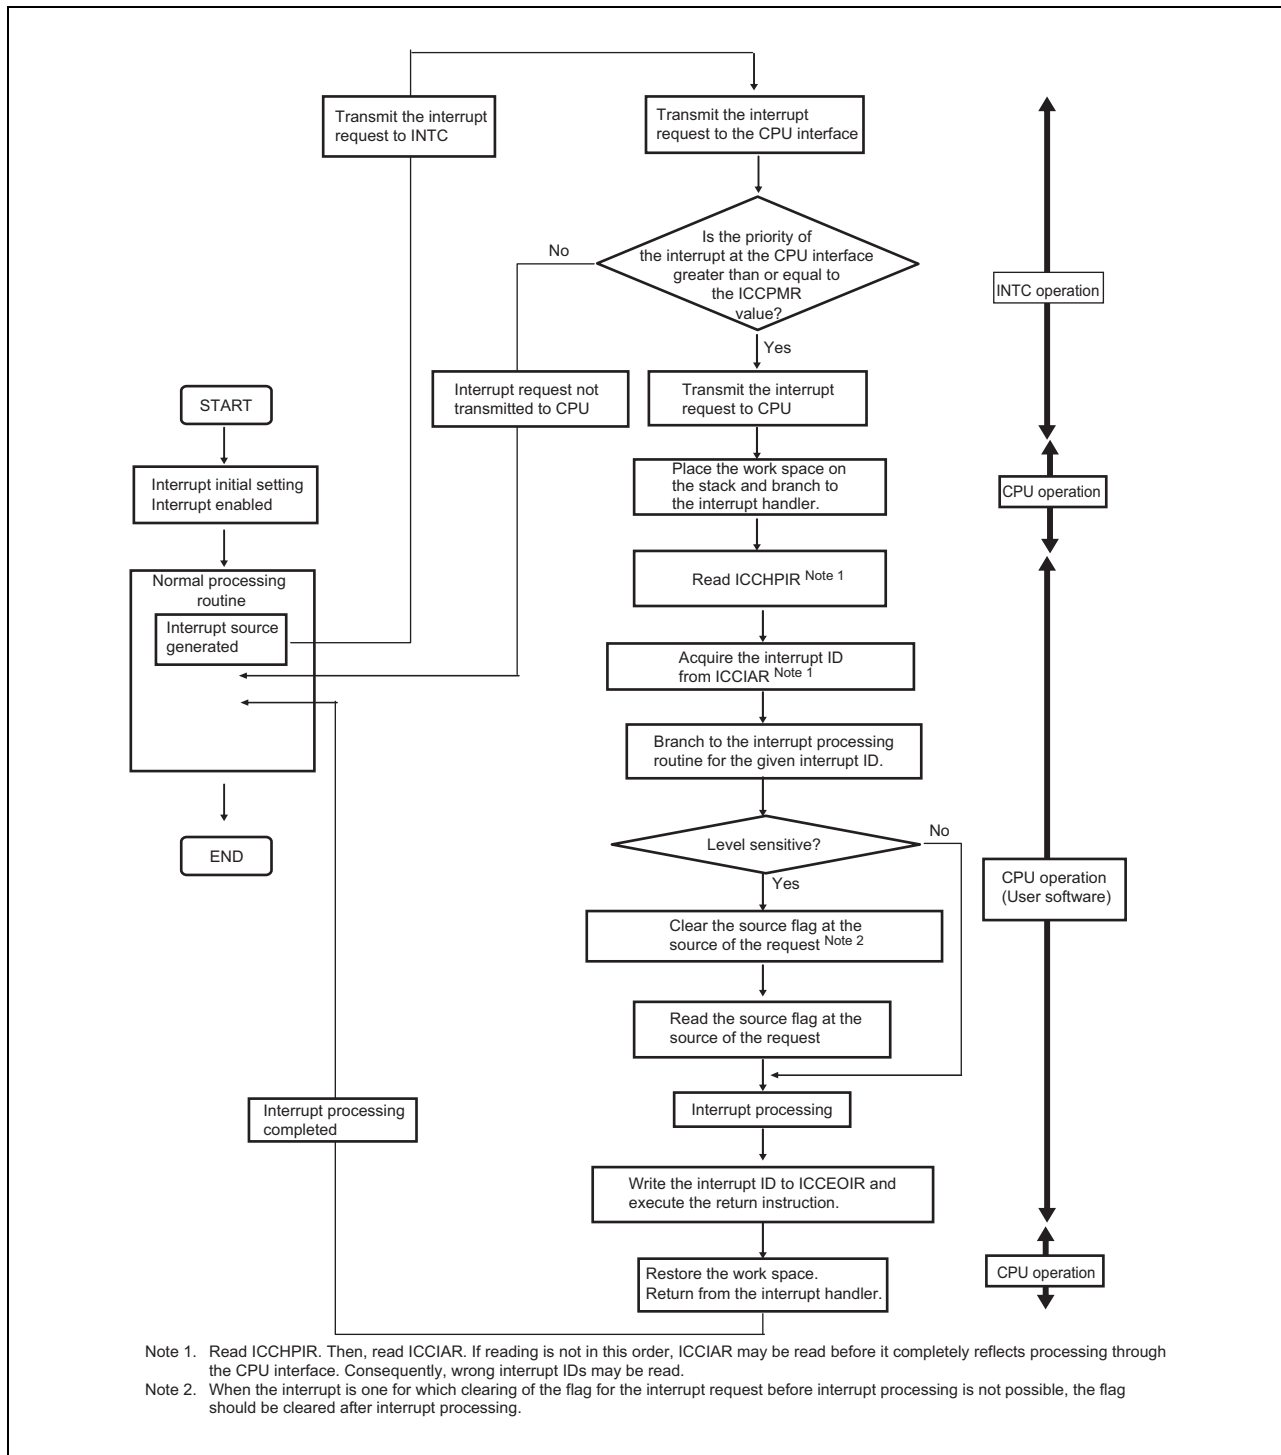 Transmit the interrupt
request to INTC
Transmit the interrupt
request to the CPU interface
Is the priority of
the interrupt at the CPU interface
greater than or equal to
the ICCPMR
value?
No
Yes
INTC operation
Interrupt request not
transmitted to CPU
Transmit the interrupt
request to CPU
START
Interrupt initial setting
Interrupt enabled
Place the work space on
the stack and branch to
the interrupt handler.
CPU operation
Normal processing
routine
Interrupt source
generated
Read ICCHPIR Note 1
Acquire the interrupt ID
from ICCIAR Note 1
Branch to the interrupt processing
routine for the given interrupt ID.
END
Level sensitive?
No
Yes
CPU operation
(User software)
Clear the source flag at the
source of the request Note 2
Read the source flag at the
source of the request
Interrupt processing
completed
Interrupt processing
Write the interrupt ID to ICCEOIR and
execute the return instruction.
Restore the work space.
Return from the interrupt handler.
CPU operation
Note 1. Read ICCHPIR. Then, read ICCIAR. If reading is not in this order, ICCIAR may be read before it completely reflects processing through
the CPU interface. Consequently, wrong interrupt IDs may be read.
Note 2. When the interrupt is one for which clearing of the flag for the interrupt request before interrupt processing is not possible, the flag
should be cleared after interrupt processing.